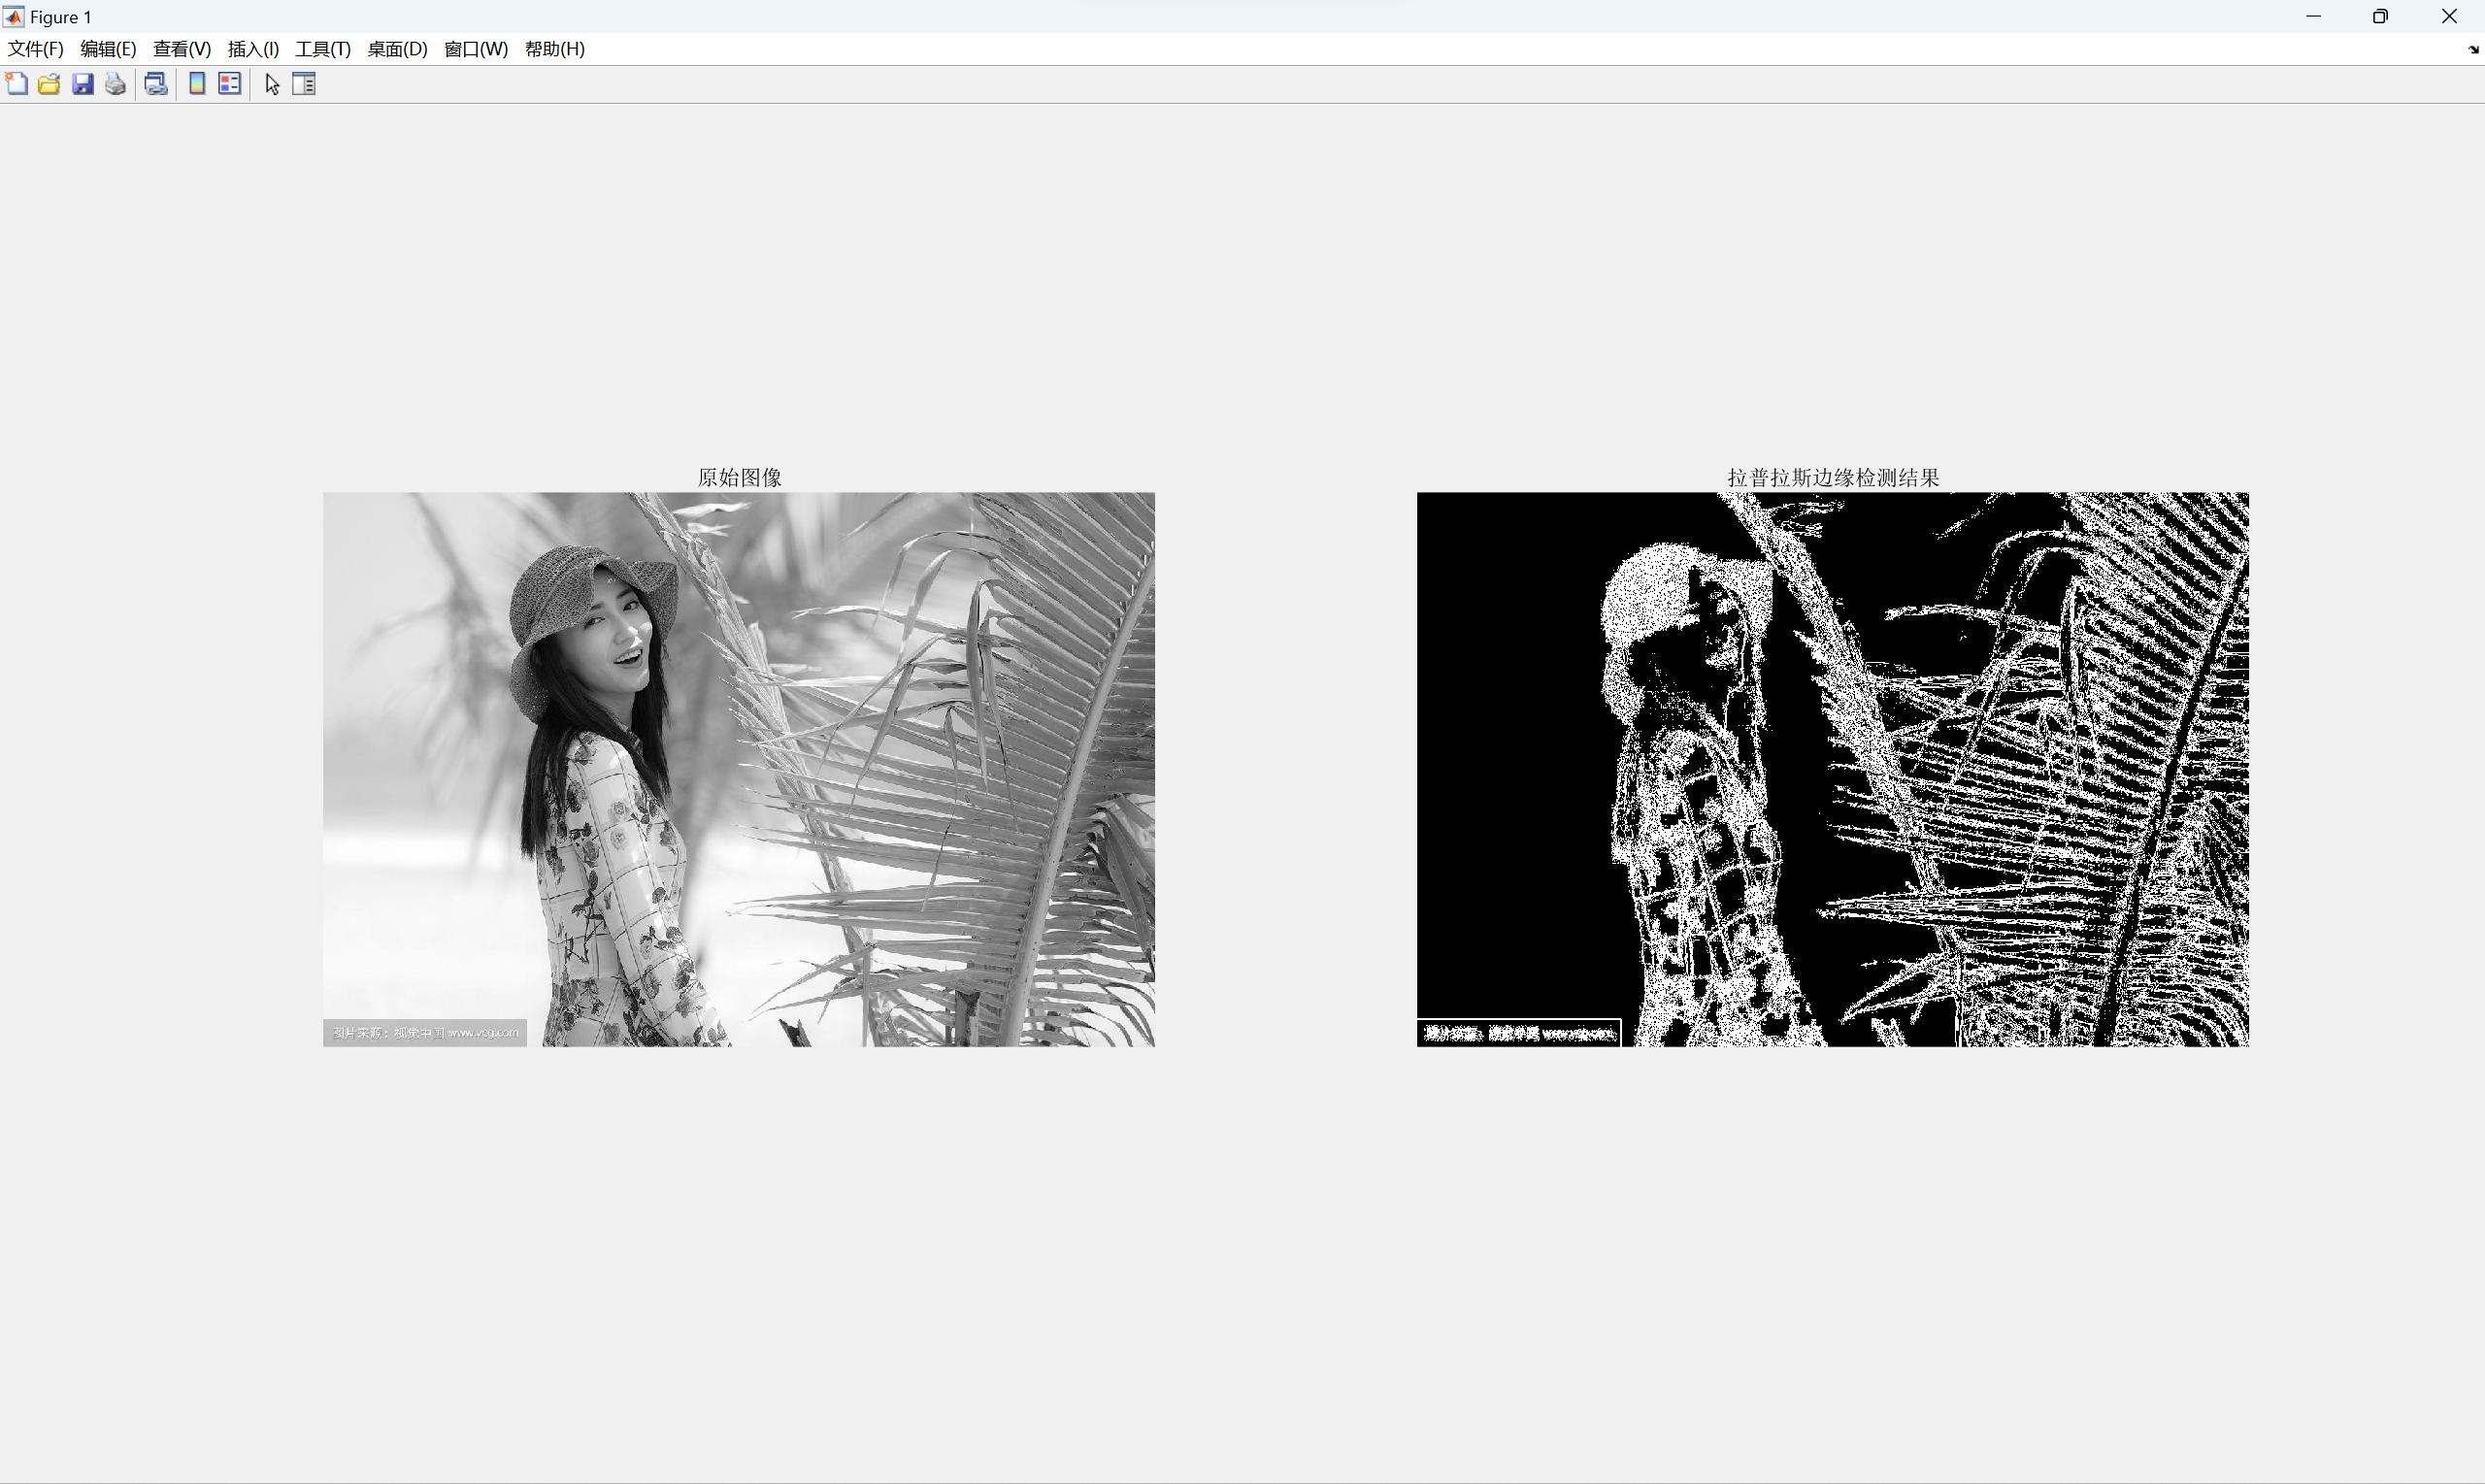 Figure 1
文件(F) 编辑(E) 查看(V) 插入(I) 工具(T) 桌面(D) 窗口(W) 帮助(H)
原始图像
拉普拉斯边缘检测结果
图片来源：视觉中国 www.vcg.com